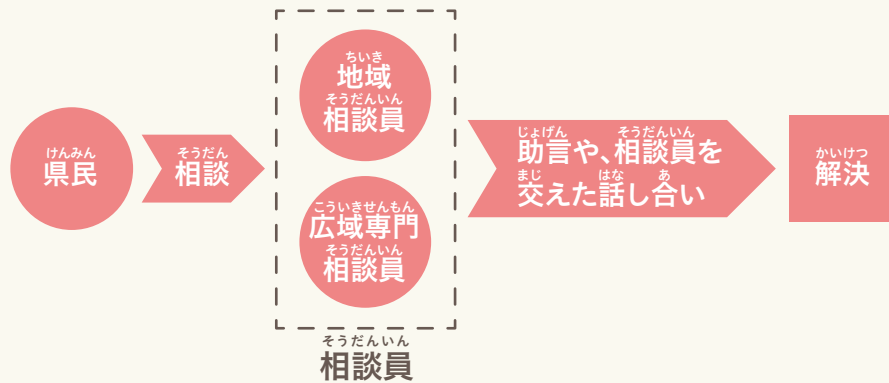 けんみん
県民
そうだん
相談
ちいき
地域
そうだんいん
相談員
こういきせんもん
広域専門
そうだんいん
相談員
そうだんいん
相談員
じょげん そうだんいん
助言や、相談員を
まじ はな あ
交えた話し合い
かいけつ
解決